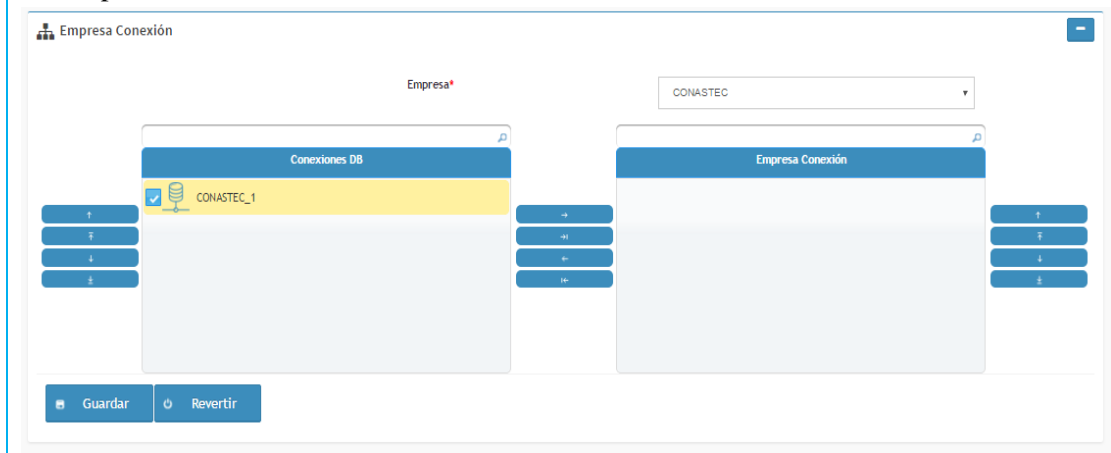 Empresa Conexión
Empresa*
CONASTEC
Conexiones DB
Empresa Conexión
CONASTEC_1
Guardar
Revertir